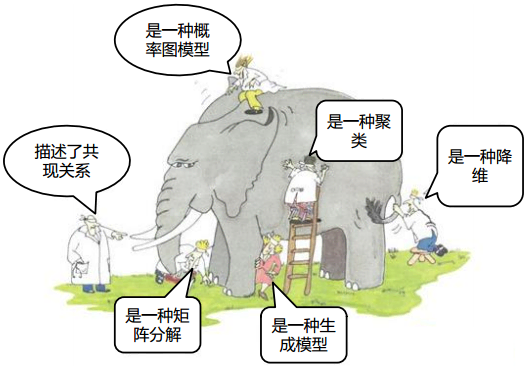 是一种概
率图模型
是一种聚
类
描述了共
现关系
是一种降
维
是一种矩
阵分解
是一种生
成模型